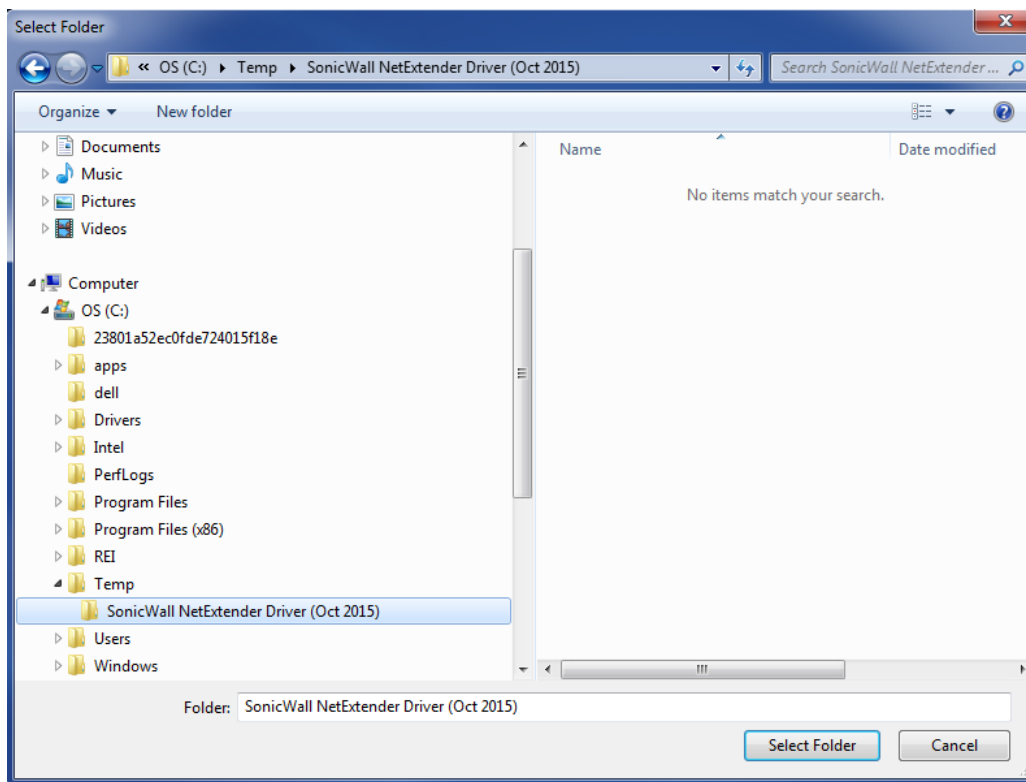 Select Folder
« OS (C:) Temp SonicWall NetExtender Driver (Oct 2015)
Search SonicWall NetExtender ...
Organize New folder
Name Date modified
No items match your search.
Documents
Music
Pictures
Videos
Computer
OS (C:)
23801a52ec0fde724015f18e
apps
dell
Drivers
Intel
PerfLogs
Program Files
Program Files (x86)
REI
Temp
SonicWall NetExtender Driver (Oct 2015)
Users
Windows
Folder: SonicWall NetExtender Driver (Oct 2015)
Select Folder Cancel